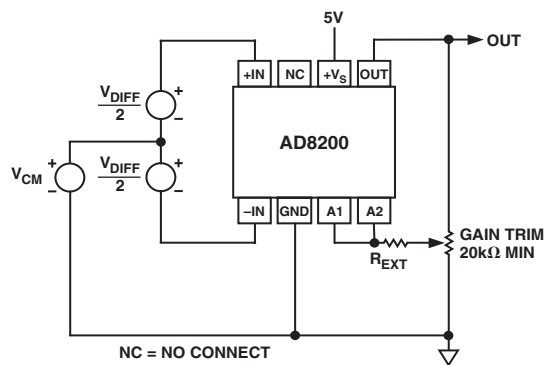 5V
OUT
+IN NC +VS OUT
VDIFF
2
+
−
AD8200
VCM
+
−
VDIFF
2
+
−
−IN GND A1 A2
GAIN TRIM
20kΩ MIN
REXT
NC = NO CONNECT